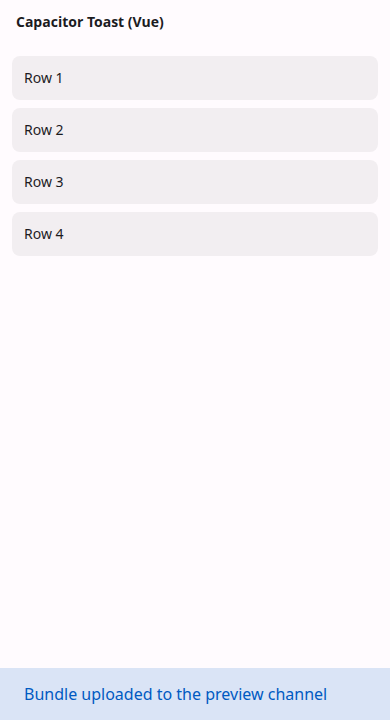 Capacitor Toast (Vue)
Row 1
Row 2
Row 3
Row 4
Bundle uploaded to the preview channel